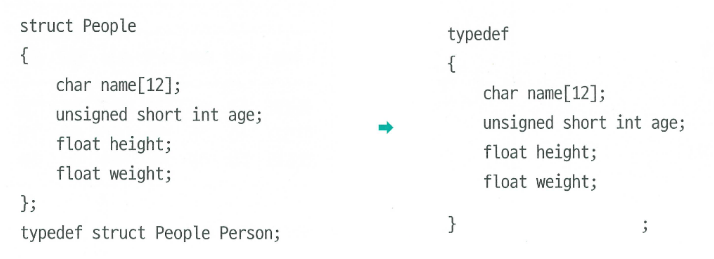 struct People
{
    char name[12];
    unsigned short int age;
    float height;
    float weight;
};
typedef struct People Person;
typedef
{
    char name[12];
    unsigned short int age;
    float height;
    float weight;
}                    ;